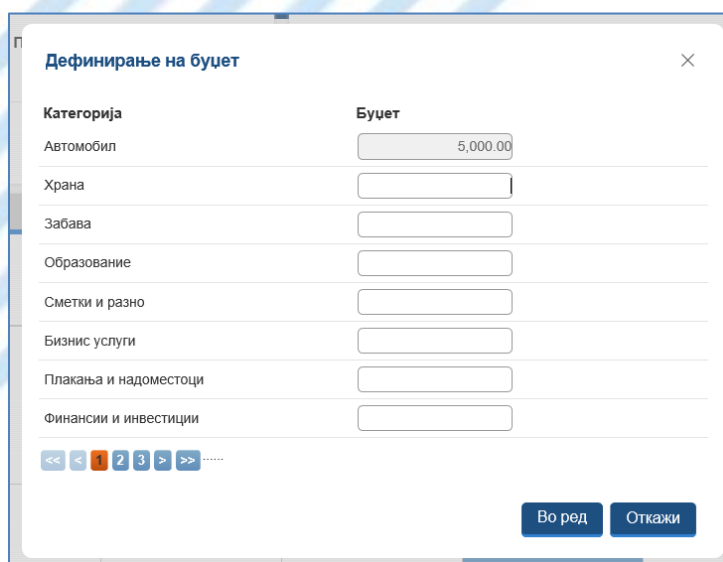 П
Дефинирање на буџет
Категорија Буџет
Автомобил 5,000.00
Храна
Забава
Образование
Сметки и разно
Бизнис услуги
Плакања и надоместоци
Финансии и инвестиции
<< < 1 2 3 > >> ......
Во ред Откажи